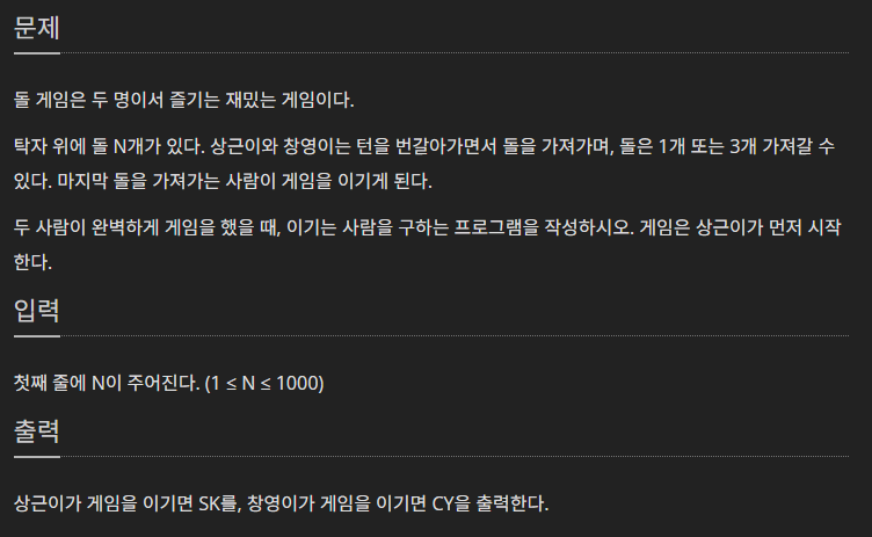 문제
돌 게임은 두 명이서 즐기는 재밌는 게임이다.
탁자 위에 돌 N개가 있다. 상근이와 창영이는 턴을 번갈아가면서 돌을 가져가며, 돌은 1개 또는 3개 가져갈 수
있다. 마지막 돌을 가져가는 사람이 게임을 이기게 된다.
두 사람이 완벽하게 게임을 했을 때, 이기는 사람을 구하는 프로그램을 작성하시오. 게임은 상근이가 먼저 시작
한다.
입력
첫째 줄에 N이 주어진다. (1 ≤ N ≤ 1000)
출력
상근이가 게임을 이기면 SK를, 창영이가 게임을 이기면 CY을 출력한다.